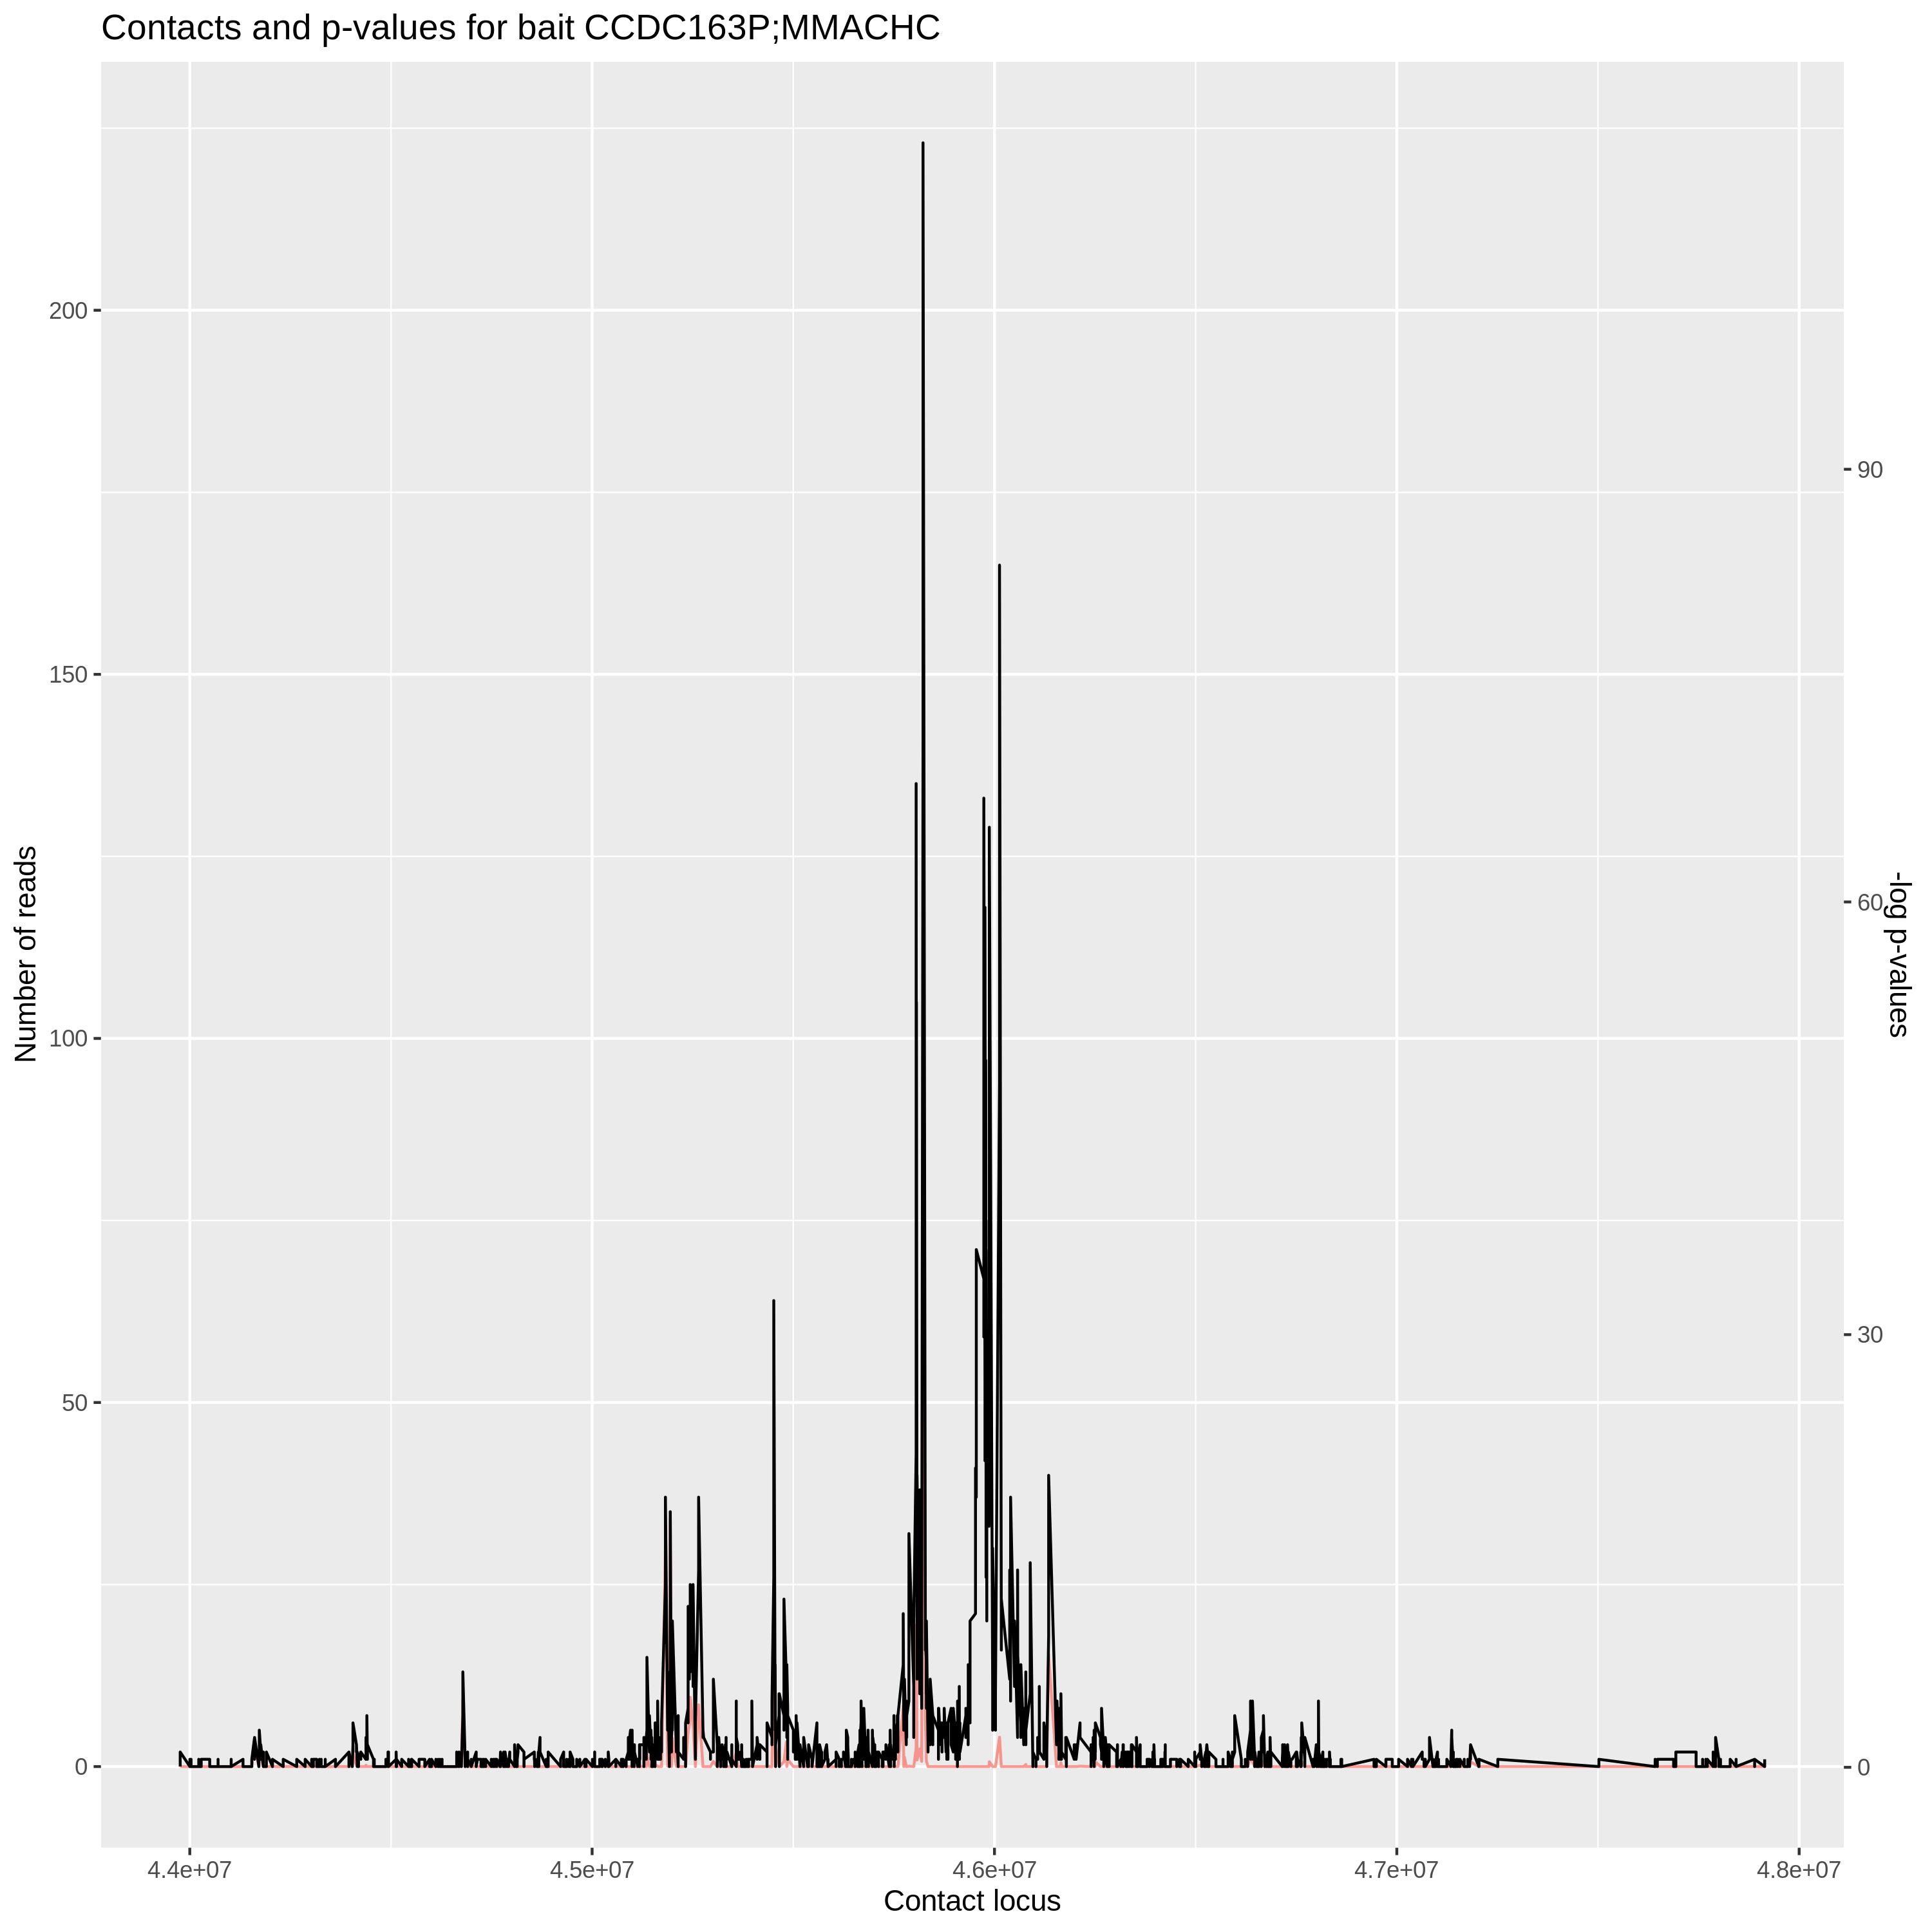 Contacts and p-values for bait CCDC163P;MMACHC
Number of reads
200
150
100
50
0
90
60
30
0
-log p-values
4.4e+07
4.5e+07
4.6e+07
4.7e+07
4.8e+07
Contact locus